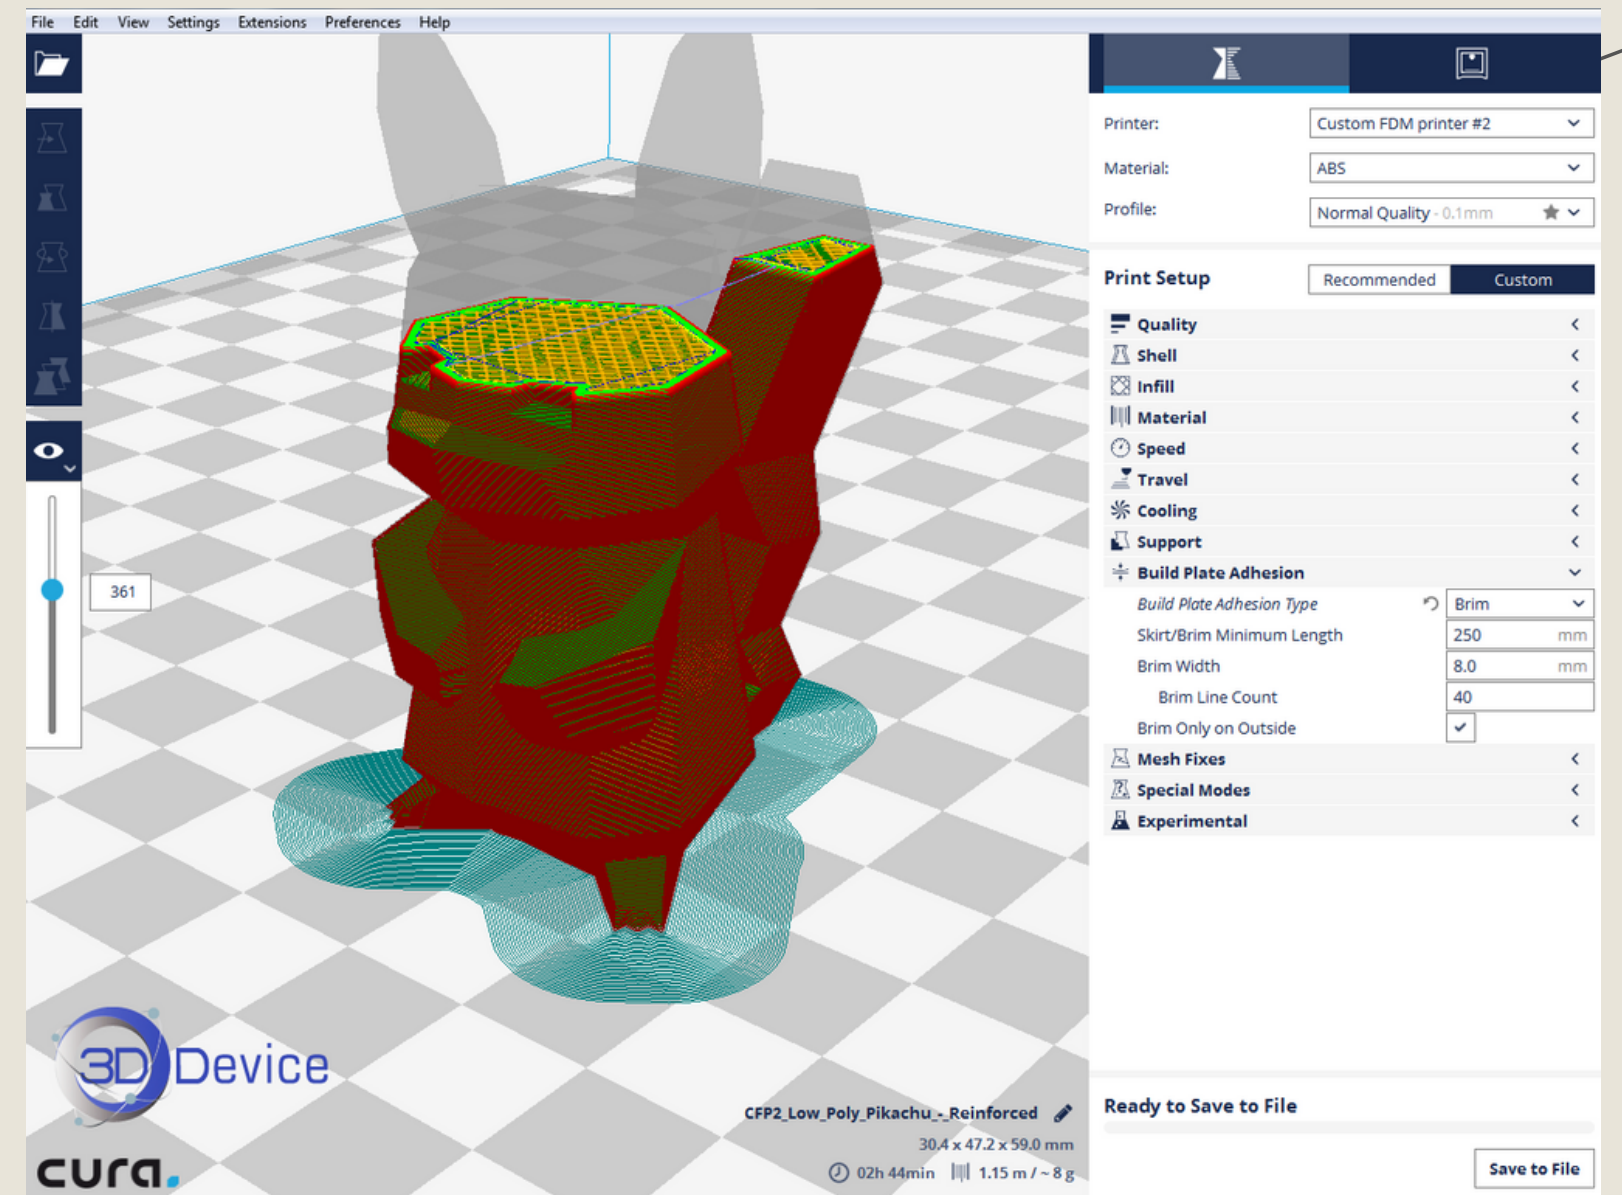 File Edit View Settings Extensions Preferences Help
Printer: Custom FDM printer #2
Material: ABS
Profile: Normal Quality - 0.1mm
Print Setup Recommended Custom
Quality
Shell
Infill
Material
Speed
Travel
Cooling
Support
Build Plate Adhesion
Build Plate Adhesion Type Brim
Skirt/Brim Minimum Length 250 mm
Brim Width 8.0 mm
Brim Line Count 40
Brim Only on Outside
Mesh Fixes
Special Modes
Experimental
361
3D Device
cura.
CFP2_Low_Poly_Pikachu_-_Reinforced
30.4 x 47.2 x 59.0 mm
02h 44min 1.15 m / ~ 8 g
Ready to Save to File
Save to File